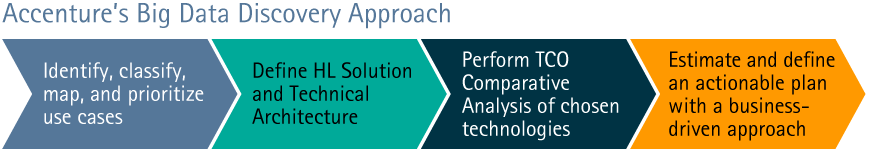 Accenture's Big Data Discovery Approach
Identify, classify,
map, and prioritize
use cases
Define HL Solution
and Technical
Architecture
Perform TCO
Comparative
Analysis of chosen
technologies
Estimate and define
an actionable plan
with a business-
driven approach